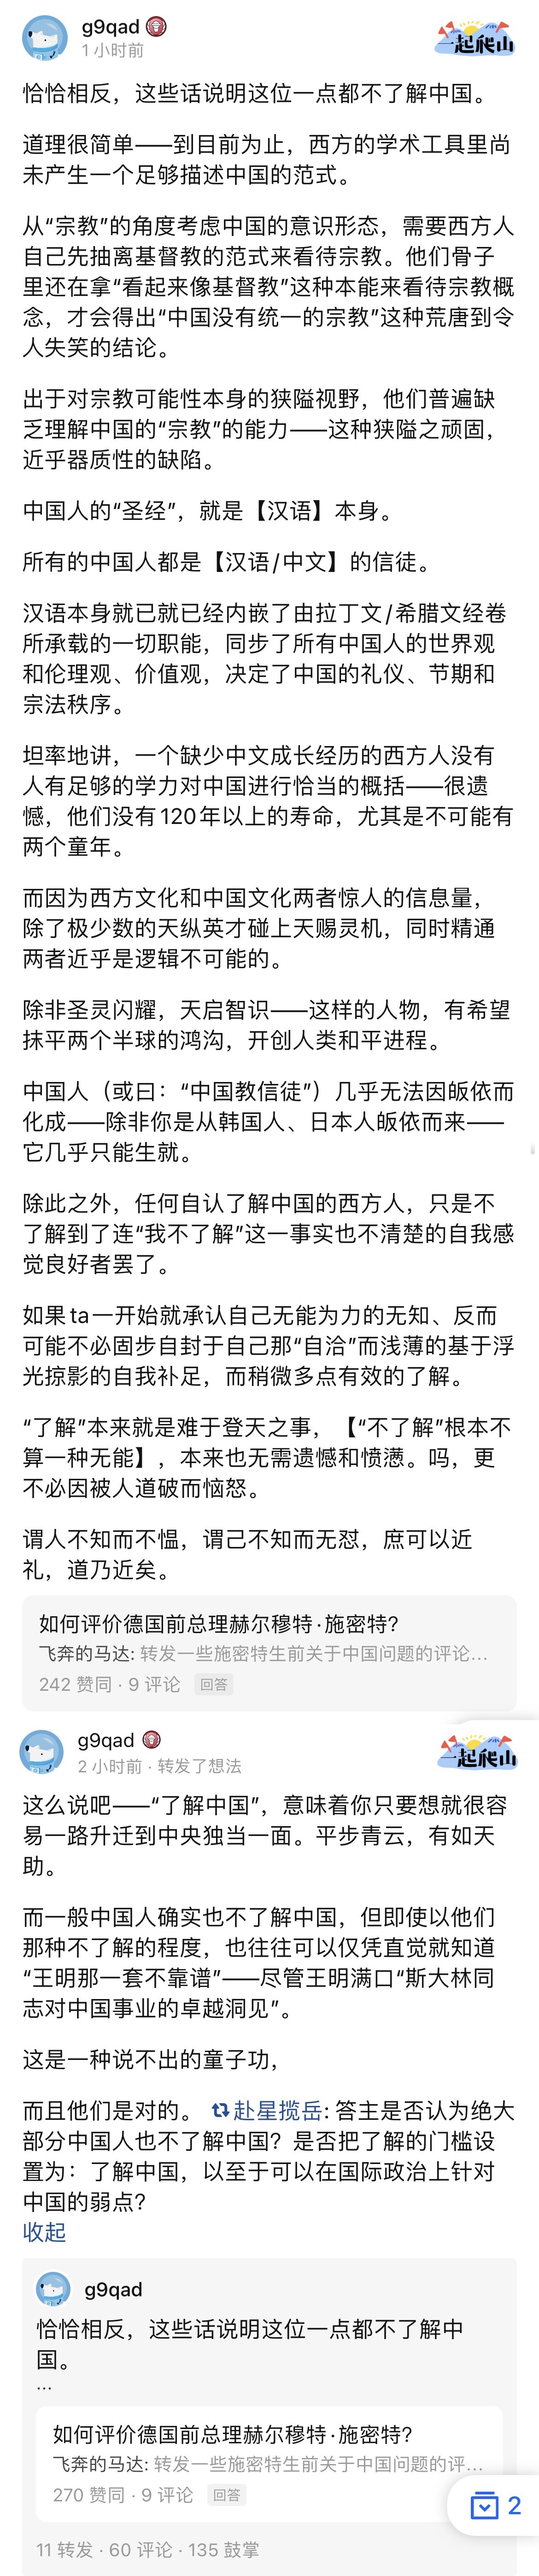 g9qad
1 小时前
一起爬山
恰恰相反，这些话说明这位一点都不了解中国。
道理很简单——到目前为止，西方的学术工具里尚
未产生一个足够描述中国的范式。
从“宗教”的角度考虑中国的意识形态，需要西方人
自己先抽离基督教的范式来看待宗教。他们骨子
里还在拿“看起来像基督教”这种本能来看待宗教概
念，才会得出“中国没有统一的宗教”这种荒唐到令
人失笑的结论。
出于对宗教可能性本身的狭隘视野，他们普遍缺
乏理解中国的“宗教”的能力——这种狭隘之顽固，
近乎器质性的缺陷。
中国人的“圣经”，就是【汉语】本身。
所有的中国人都是【汉语/中文】的信徒。
汉语本身就已就已经内嵌了由拉丁文/希腊文经卷
所承载的一切职能，同步了所有中国人的世界观
和伦理观、价值观，决定了中国的礼仪、节期和
宗法秩序。
坦率地讲，一个缺少中文成长经历的西方人没有
人有足够的学力对中国进行恰当的概括——很遗
憾，他们没有120年以上的寿命，尤其是不可能有
两个童年。
而因为西方文化和中国文化两者惊人的信息量，
除了极少数的天纵英才碰上天赐灵机，同时精通
两者近乎是逻辑不可能的。
除非圣灵闪耀，天启智识——这样的人物，有希望
抹平两个半球的鸿沟，开创人类和平进程。
中国人（或曰：“中国教信徒”）几乎无法因皈依而
化成——除非你是从韩国人、日本人皈依而来——
它几乎只能生就。
除此之外，任何自认了解中国的西方人，只是不
了解到了连“我不了解”这一事实也不清楚的自我感
觉良好者罢了。
如果ta一开始就承认自己无能为力的无知、反而
可能不必固步自封于自己那“自洽”而浅薄的基于浮
光掠影的自我补足，而稍微多点有效的了解。
“了解”本来就是难于登天之事，【“不了解”根本不
算一种无能】，本来也无需遗憾和愤懑。吗，更
不必因被人道破而恼怒。
谓人不知而不愠，谓己不知而无怼，庶可以近
礼，道乃近矣。
如何评价德国前总理赫尔穆特·施密特?
飞奔的马达: 转发一些施密特生前关于中国问题的评论...
242 赞同 · 9 评论 回答
g9qad
2 小时前 · 转发了想法
一起爬山
这么说吧——“了解中国”，意味着你只要想就很容
易一路升迁到中央独当一面。平步青云，有如天
助。
而一般中国人确实也不了解中国，但即使以他们
那种不了解的程度，也往往可以仅凭直觉就知道
“王明那一套不靠谱”——尽管王明满口“斯大林同
志对中国事业的卓越洞见”。
这是一种说不出的童子功，
而且他们是对的。 赴星揽岳: 答主是否认为绝大
部分中国人也不了解中国？是否把了解的门槛设
置为：了解中国，以至于可以在国际政治上针对
中国的弱点?
收起
g9qad
恰恰相反，这些话说明这位一点都不了解中
国。
...
如何评价德国前总理赫尔穆特·施密特?
飞奔的马达: 转发一些施密特生前关于中国问题的评...
270 赞同 · 9 评论 回答
2
11 转发 · 60 评论 · 135 鼓掌